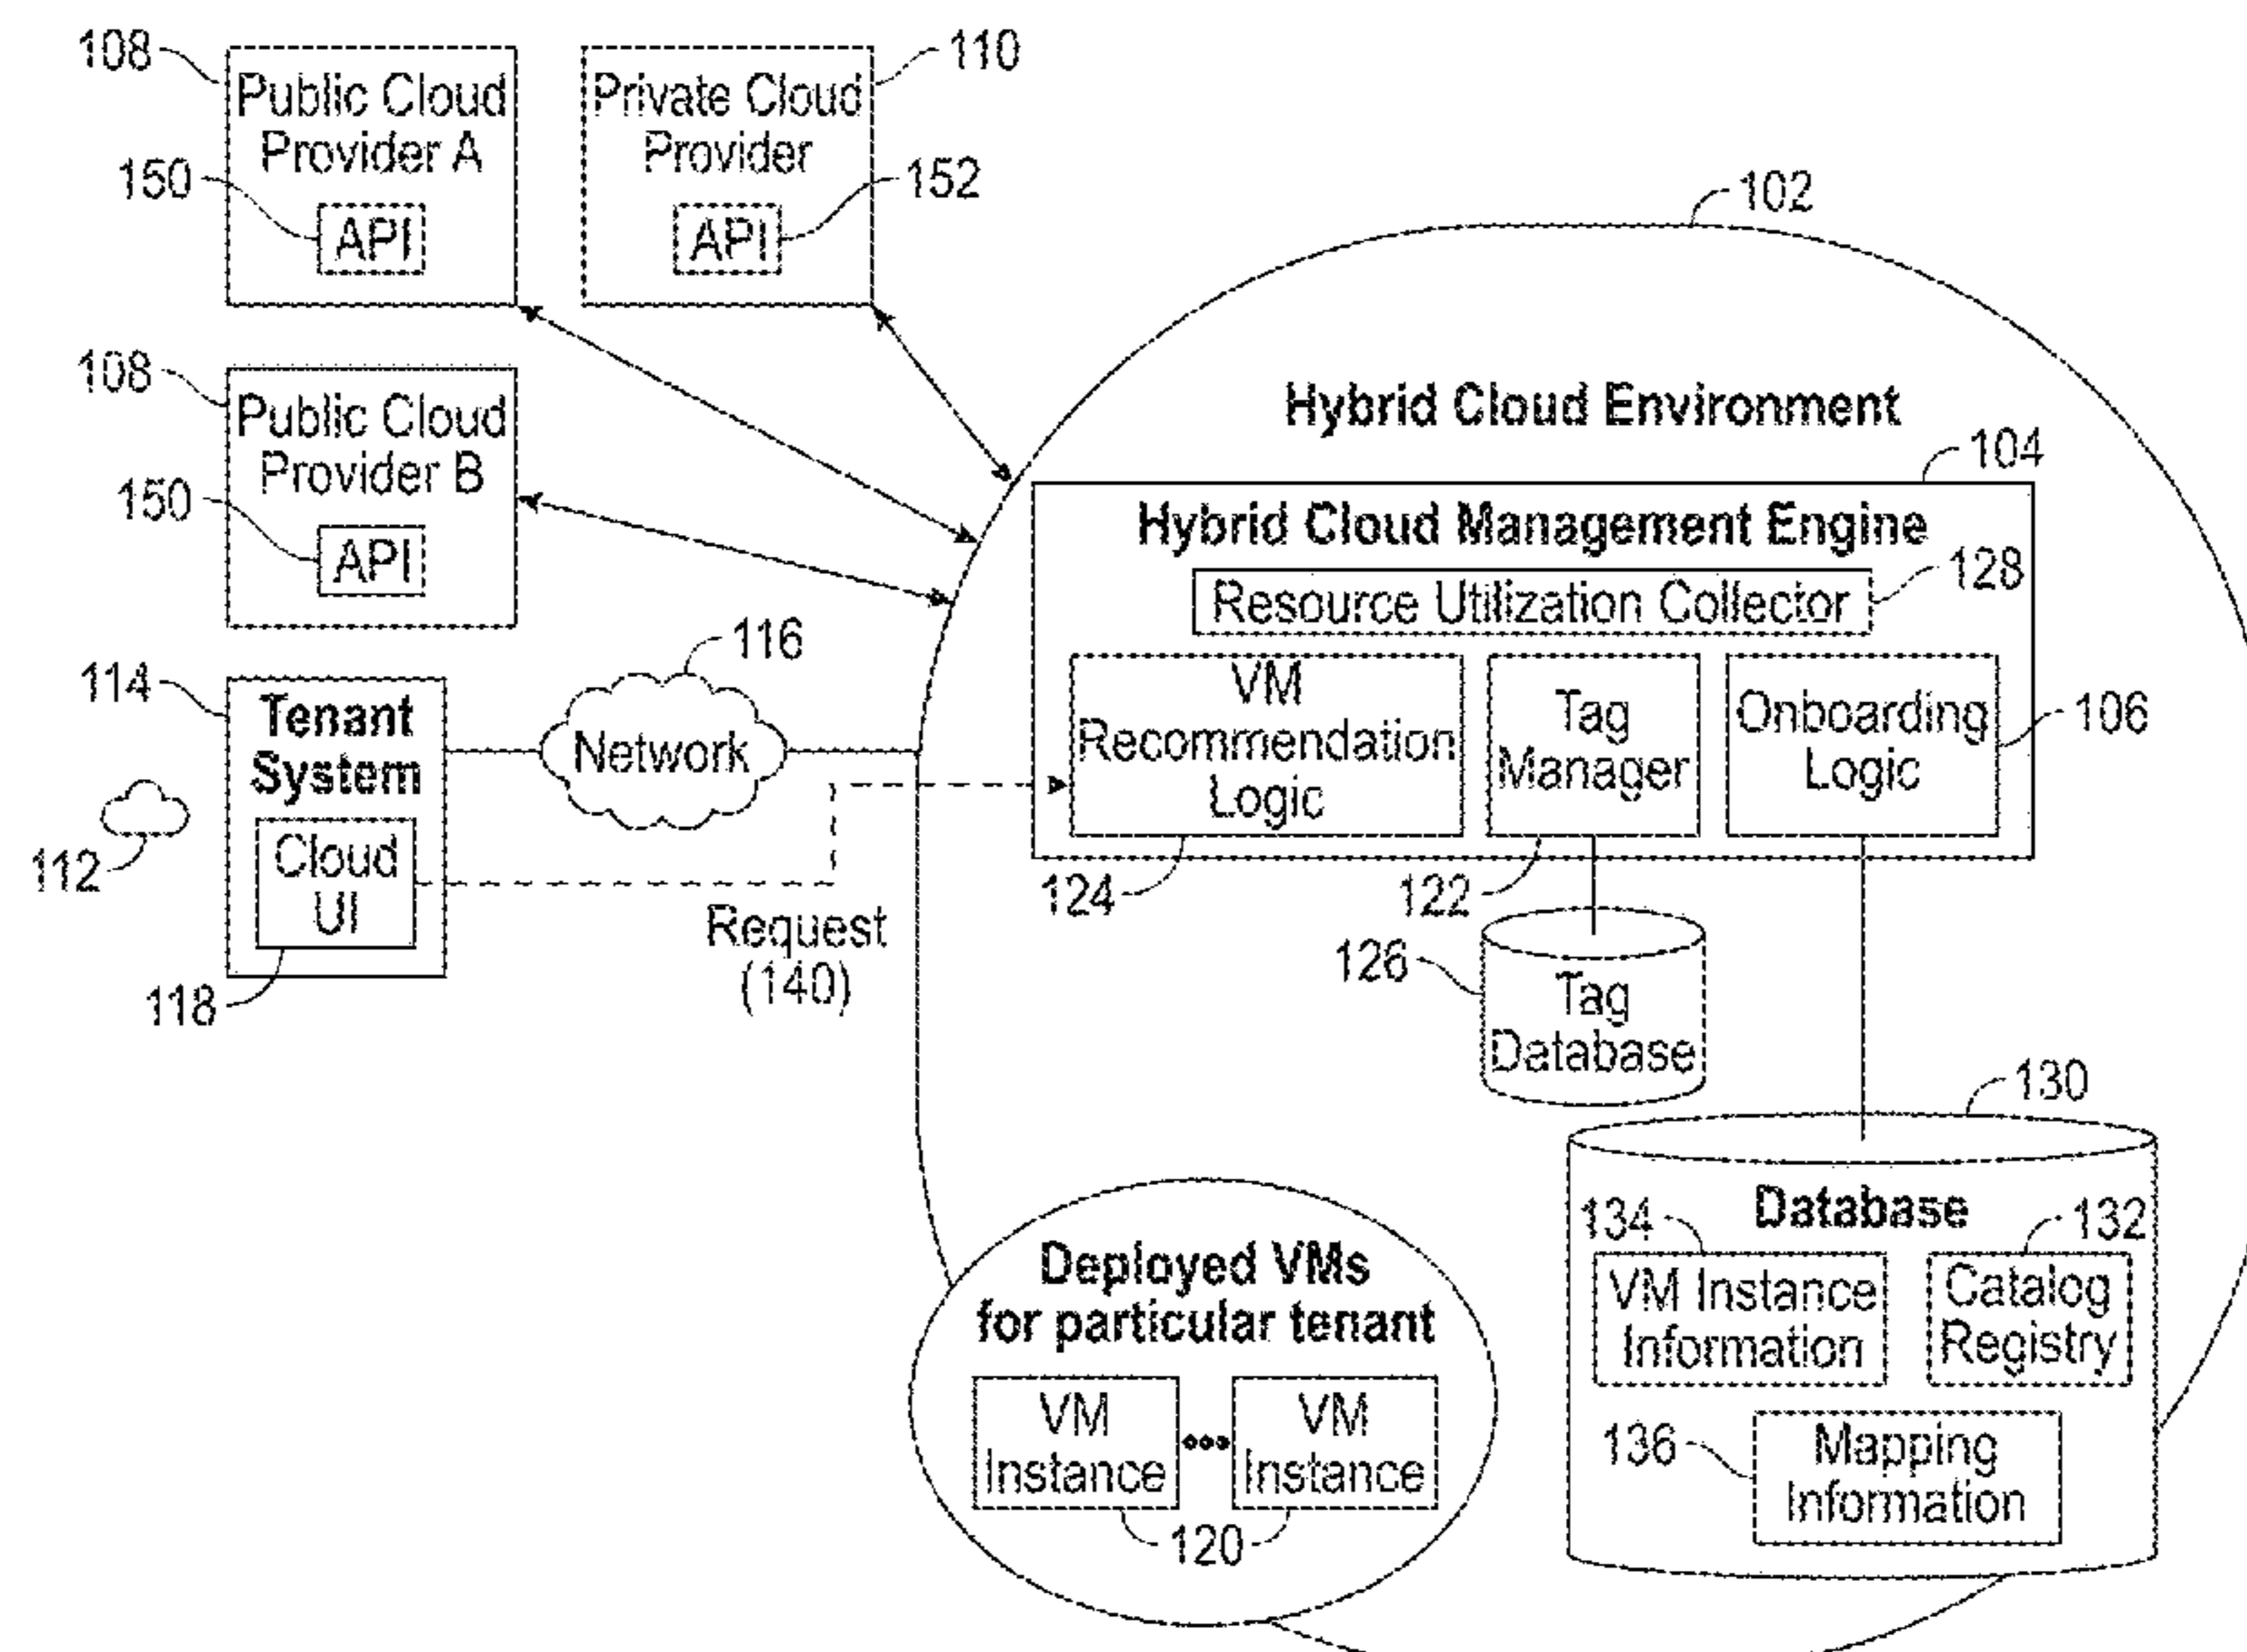 108
Public Cloud
Provider A
150
API
110
Private Cloud
Provider
152
API
102
108
Public Cloud
Provider B
150
API
Hybrid Cloud Environment
104
Hybrid Cloud Management Engine
128
Resource Utilization Collector
VM
Recommendation
Logic
Tag
Manager
Onboarding
Logic
106
124
122
114
Tenant
System
116
Network
112
Cloud
UI
118
Request
(140)
126
Tag
Database
130
Database
134
132
VM Instance
Information
Catalog
Registry
136
Mapping
Information
Deployed VMs
for particular tenant
VM
Instance
VM
Instance
120